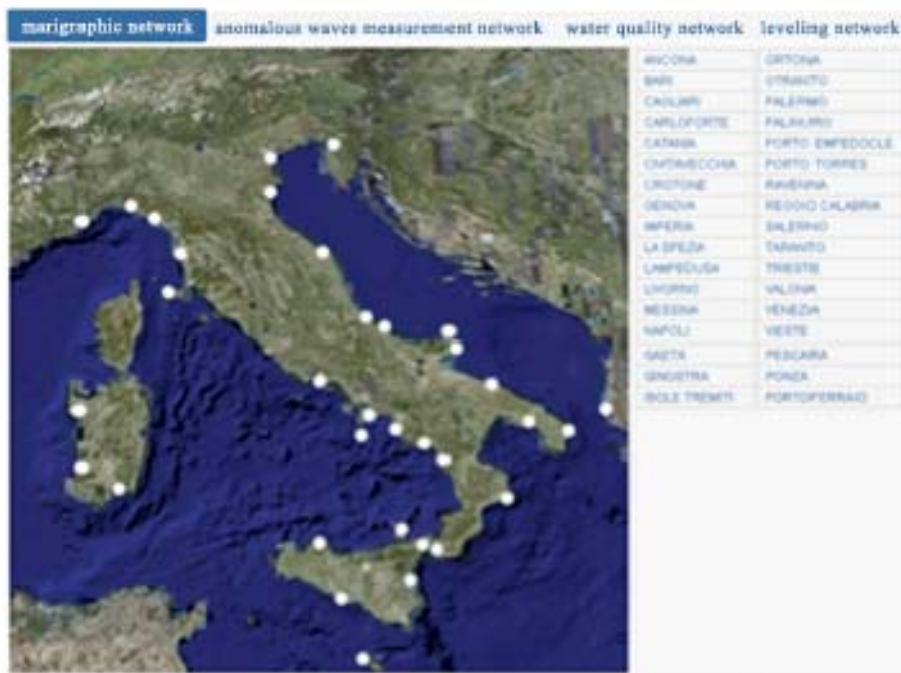 marigraphic network anomalous waves measurement network water quality network leveling network
ANCONA ORTONA
BARI OTRANTO
CAGLIARI PALERMO
CARLOFORTE PALINURO
CATANIA PORTO EMPEDOCLE
CIVITAVECCHIA PORTO TORRES
CROTONE RAVENNA
GENOVA REGGIO CALABRIA
IMPERIA SALERNO
LA SPEZIA TARANTO
LAMPEDUSA TRIESTE
LIVORNO VALONA
MESSINA VENEZIA
NAPOLI VIESTE
GAETA PESCARA
GINOSTRA PONZA
ISOLE TREMITI PORTOFERRAIO